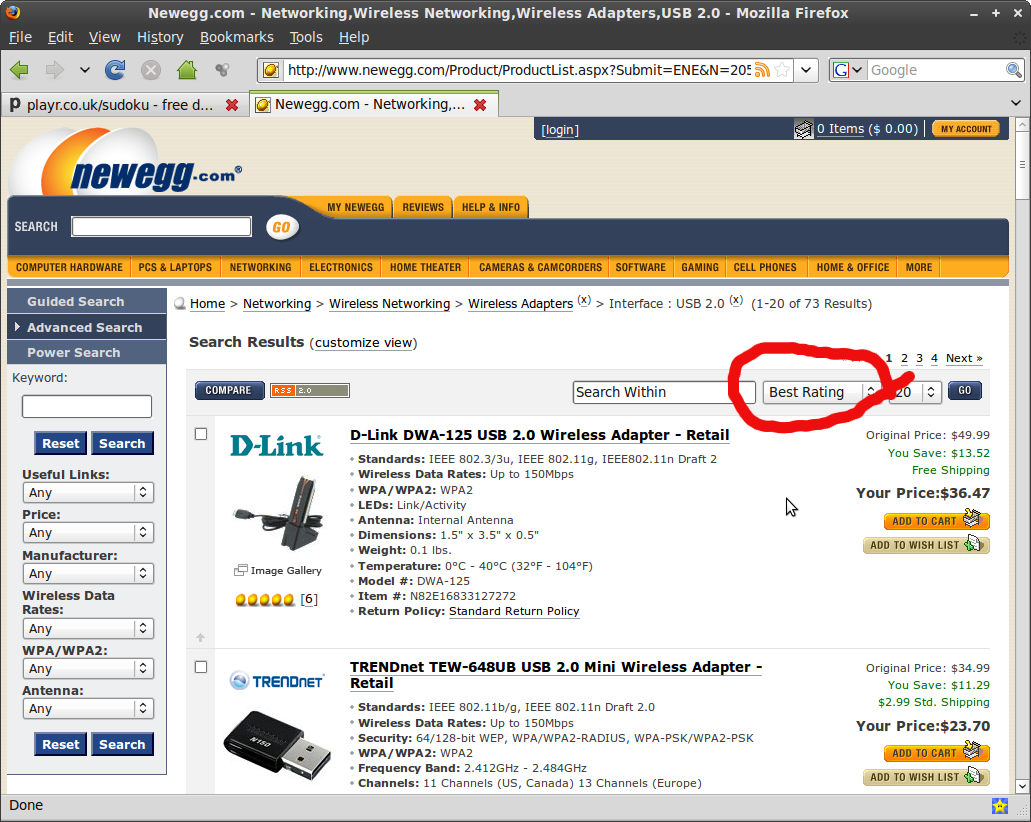 Newegg.com - Networking,Wireless Networking,Wireless Adapters,USB 2.0 - Mozilla Firefox
File Edit View History Bookmarks Tools Help
http://www.newegg.com/Product/ProductList.aspx?Submit=ENE&N=205
Google
playr.co.uk/sudoku - free d...
Newegg.com - Networking,...
[login]
0 Items ($ 0.00)
MY ACCOUNT
newegg.com®
MY NEWEGG REVIEWS HELP & INFO
SEARCH GO
COMPUTER HARDWARE PCS & LAPTOPS NETWORKING ELECTRONICS HOME THEATER CAMERAS & CAMCORDERS SOFTWARE GAMING CELL PHONES HOME & OFFICE MORE
Guided Search
Advanced Search
Power Search
Keyword:
Reset Search
Useful Links:
Any
Price:
Any
Manufacturer:
Any
Wireless Data
Rates:
Any
WPA/WPA2:
Any
Antenna:
Any
Reset Search
Home > Networking > Wireless Networking > Wireless Adapters (x) > Interface : USB 2.0 (x) (1-20 of 73 Results)
Search Results (customize view)
1 2 3 4 Next »
COMPARE RSS 2.0 Search Within Best Rating 20 GO
D-Link
Image Gallery
[6]
D-Link DWA-125 USB 2.0 Wireless Adapter - Retail
• Standards: IEEE 802.3/3u, IEEE 802.11g, IEEE802.11n Draft 2
• Wireless Data Rates: Up to 150Mbps
• WPA/WPA2: WPA2
• LEDs: Link/Activity
• Antenna: Internal Antenna
• Dimensions: 1.5" x 3.5" x 0.5"
• Weight: 0.1 lbs.
• Temperature: 0°C - 40°C (32°F - 104°F)
• Model #: DWA-125
• Item #: N82E16833127272
• Return Policy: Standard Return Policy
Original Price: $49.99
You Save: $13.52
Free Shipping
Your Price:$36.47
ADD TO CART
ADD TO WISH LIST
TRENDNET
N150
TRENDnet TEW-648UB USB 2.0 Mini Wireless Adapter -
Retail
• Standards: IEEE 802.11b/g, IEEE 802.11n Draft 2.0
• Wireless Data Rates: Up to 150Mbps
• Security: 64/128-bit WEP, WPA/WPA2-RADIUS, WPA-PSK/WPA2-PSK
• WPA/WPA2: WPA2
• Frequency Band: 2.412GHz - 2.484GHz
• Channels: 11 Channels (US, Canada) 13 Channels (Europe)
Original Price: $34.99
You Save: $11.29
$2.99 Std. Shipping
Your Price:$23.70
ADD TO CART
ADD TO WISH LIST
Done